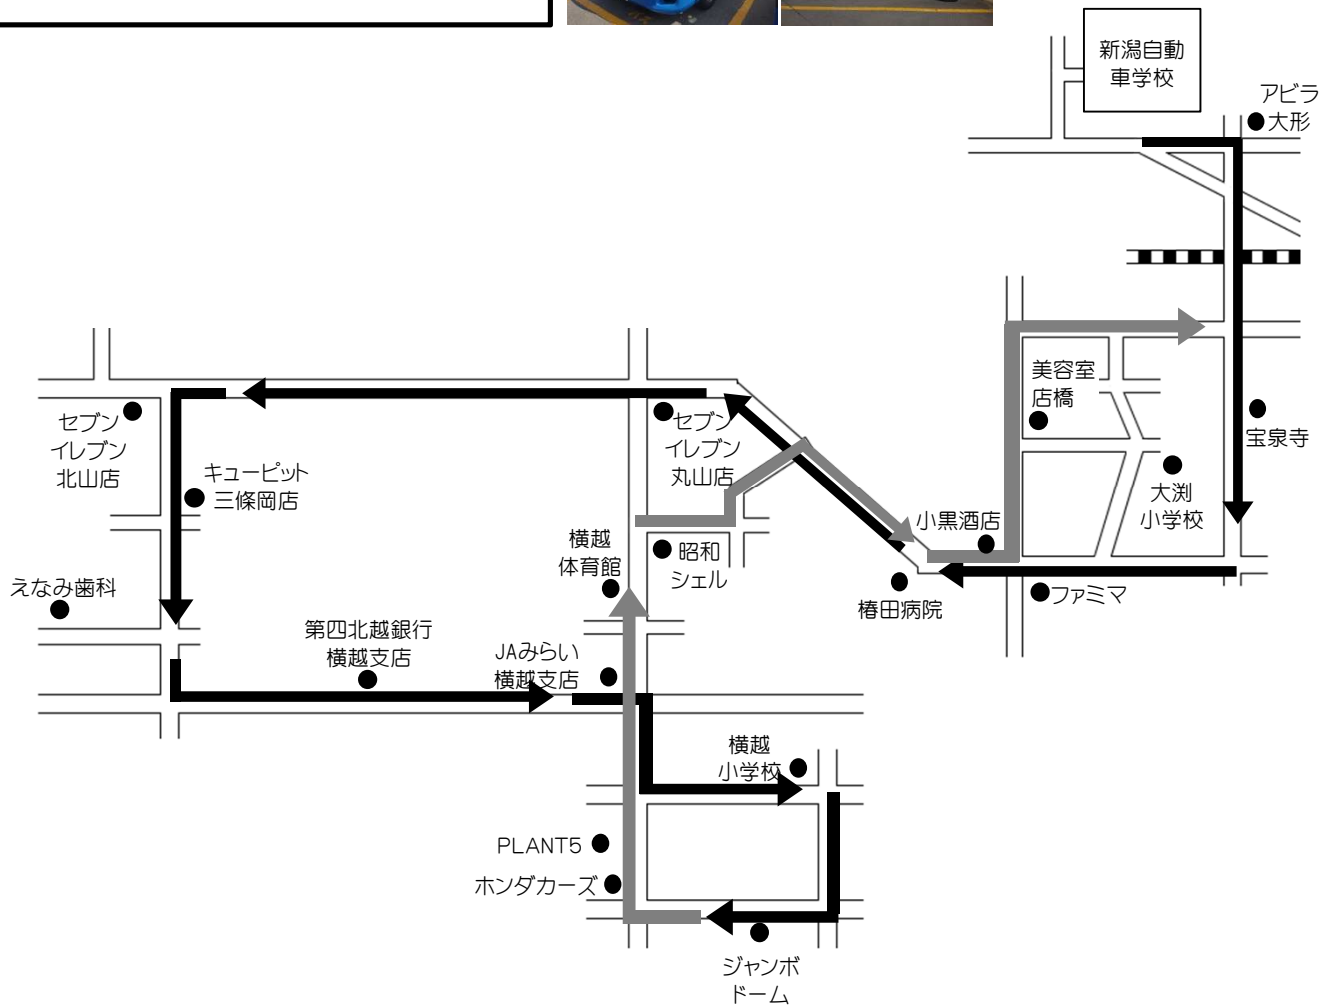 新潟自動
車学校
アビラ
大形
美容室
店橋
宝泉寺
大渕
小学校
セブン
イレブン
北山店
キューピット
三條岡店
セブン
イレブン
丸山店
小黒酒店
横越
体育館
昭和
シェル
えなみ歯科
椿田病院
ファミマ
第四北越銀行
横越支店
JAみらい
横越支店
横越
小学校
PLANT5
ホンダカーズ
ジャンボ
ドーム